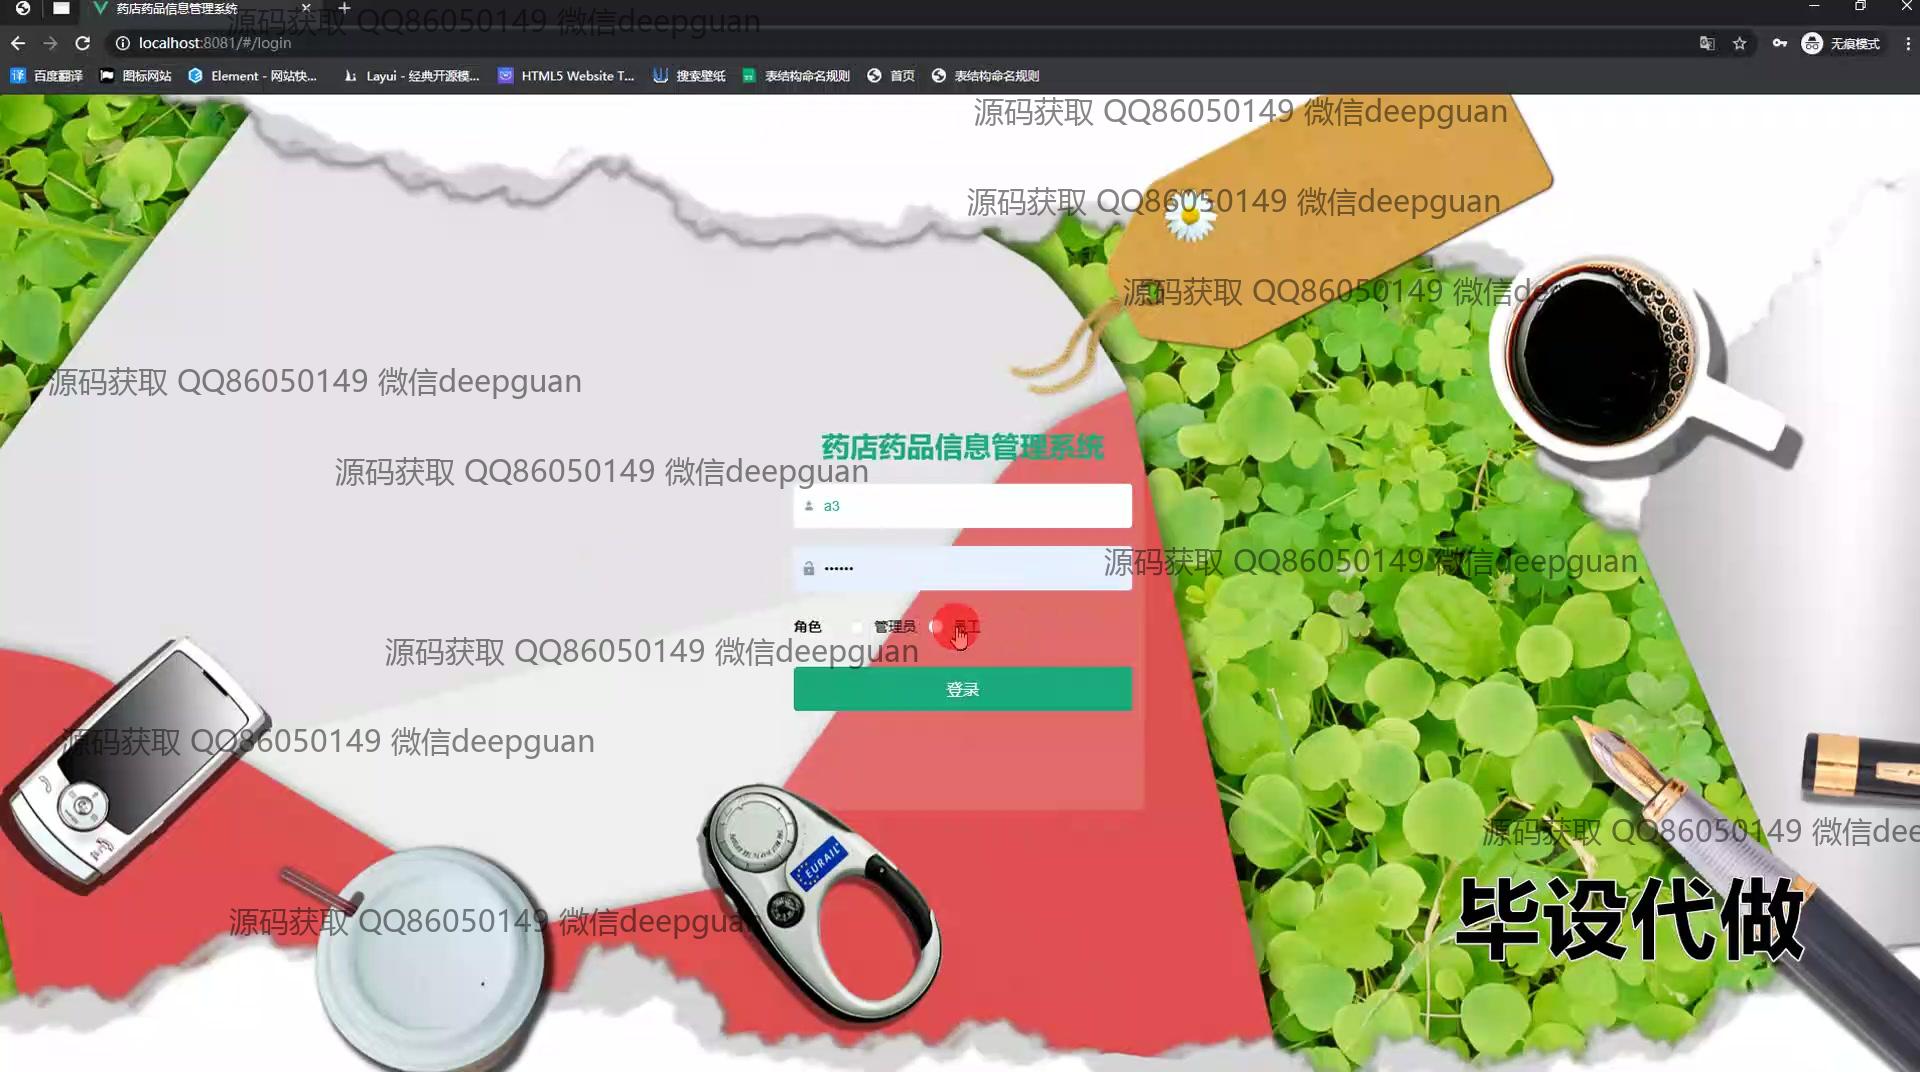 药店药品信息管理系统
源码获取 QQ86050149 微信deepguan
localhost:8081/#/login
无痕模式
百度翻译 图标网站 Element - 网站快... Layui - 经典开源模... HTML5 Website T... 搜索壁纸 表结构命名规则 首页 表结构命名规则
源码获取 QQ86050149 微信deepguan
源码获取 QQ86050149 微信deepguan
源码获取 QQ86050149 微信de
源码获取 QQ86050149 微信deepguan
药店药品信息管理系统
源码获取 QQ86050149 微信deepguan
a3
••••••
源码获取 QQ86050149 微信deepguan
角色 管理员 员工
源码获取 QQ86050149 微信deepguan
登录
源码获取 QQ86050149 微信deepguan
源码获取 QQ86050149 微信dee
EURAIL
毕设代做
源码获取 QQ86050149 微信deepguan